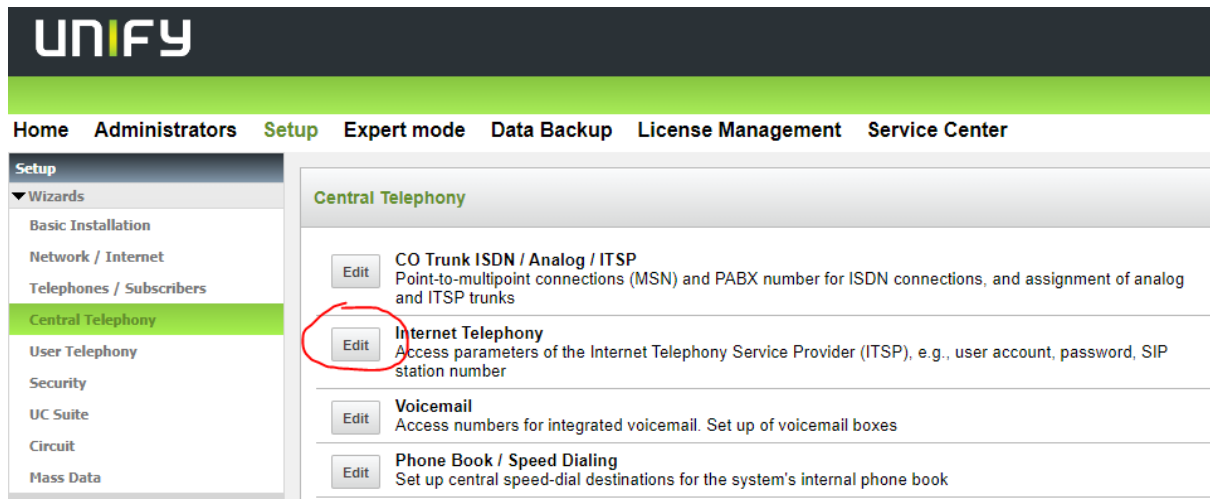 UNIFY
Home Administrators Setup Expert mode Data Backup License Management Service Center
Setup
Wizards
Basic Installation
Network / Internet
Telephones / Subscribers
Central Telephony
User Telephony
Security
UC Suite
Circuit
Mass Data
Central Telephony
Edit
CO Trunk ISDN / Analog / ITSP
Point-to-multipoint connections (MSN) and PABX number for ISDN connections, and assignment of analog
and ITSP trunks
Edit
Internet Telephony
Access parameters of the Internet Telephony Service Provider (ITSP), e.g., user account, password, SIP
station number
Edit
Voicemail
Access numbers for integrated voicemail. Set up of voicemail boxes
Edit
Phone Book / Speed Dialing
Set up central speed-dial destinations for the system's internal phone book